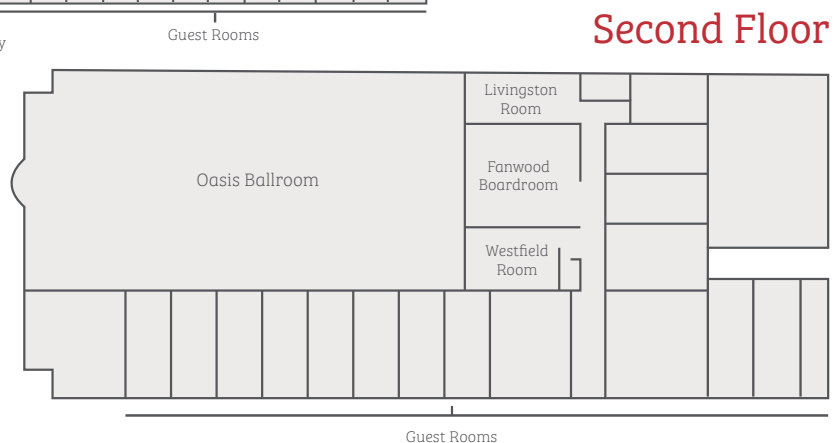 Second Floor
Guest Rooms
y
Livingston
Room
Oasis Ballroom
Fanwood
Boardroom
Westfield
Room
Guest Rooms